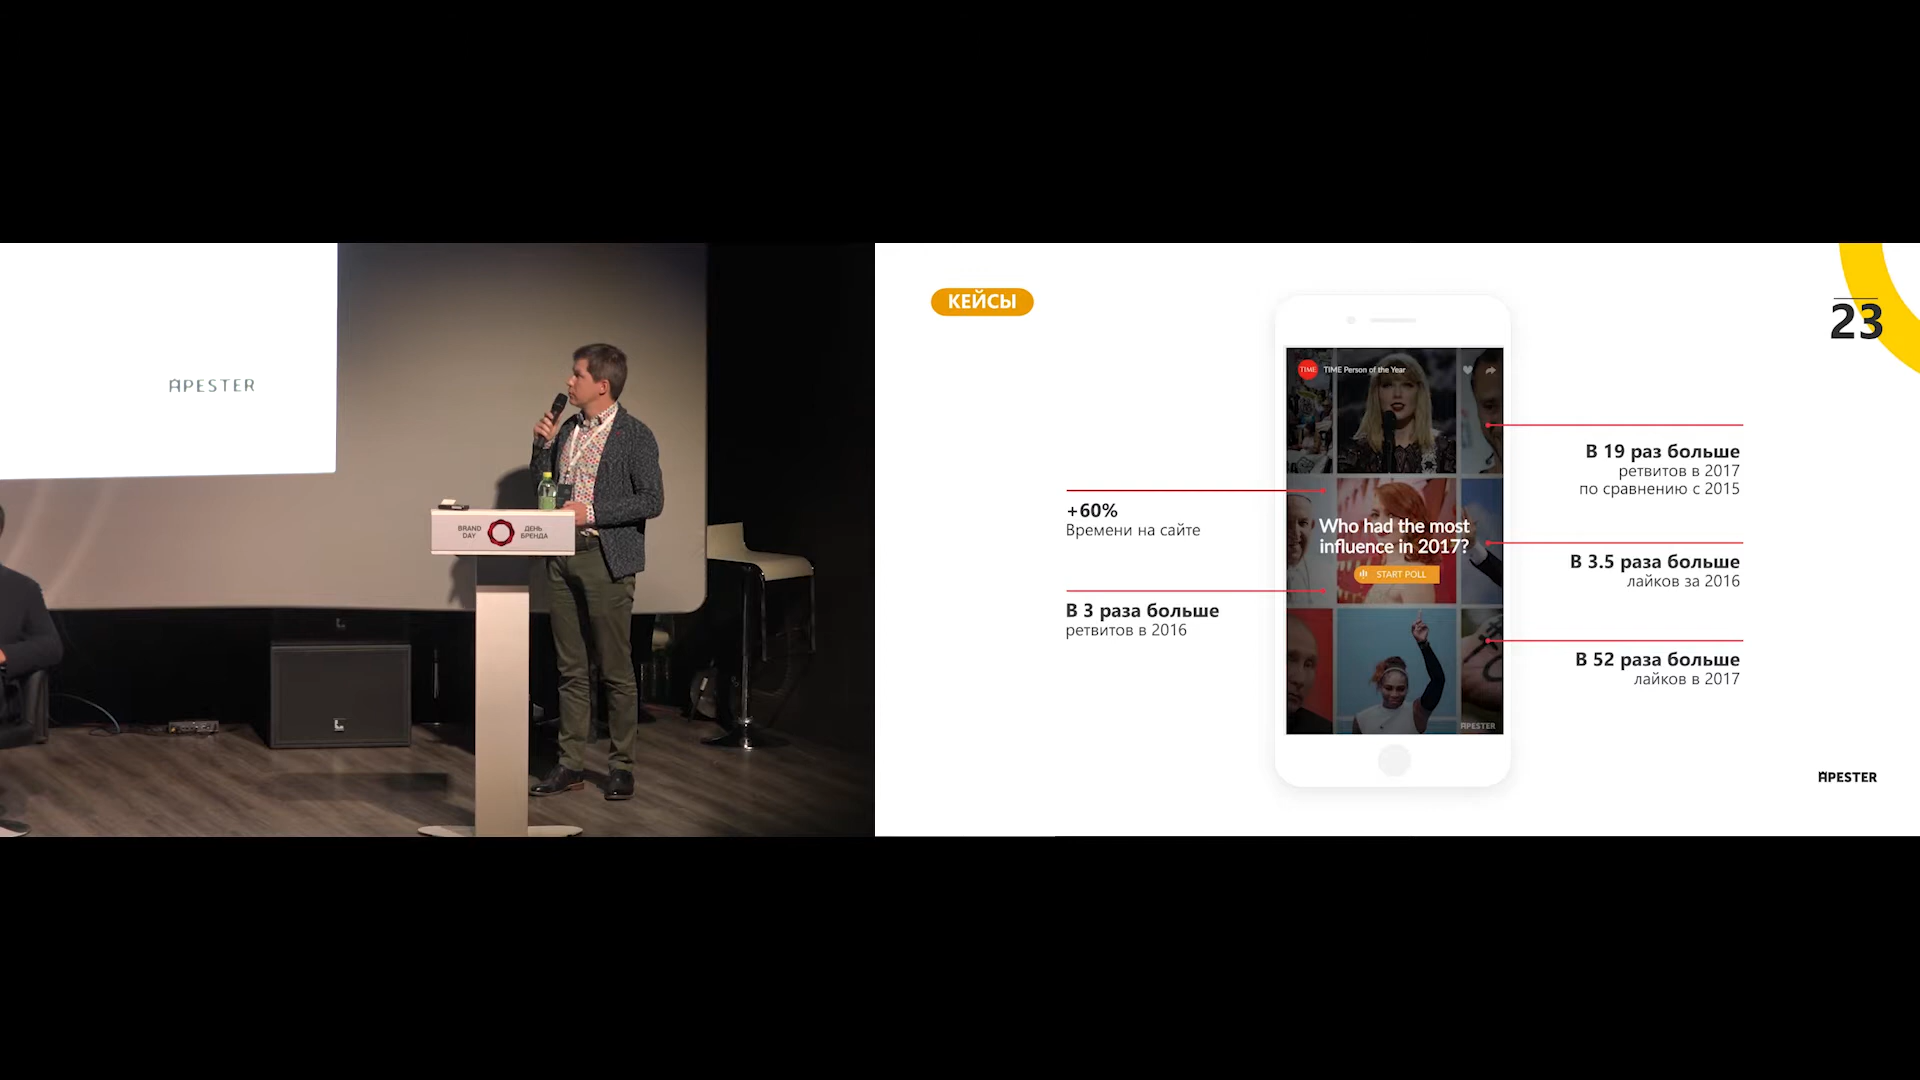 APESTER
BRAND
DAY
ДЕНЬ
БРЕНДА
КЕЙСЫ
23
TIME
TIME Person of the Year
Who had the most
influence in 2017?
START POLL
APESTER
+60%
Времени на сайте
В 3 раза больше
ретвитов в 2016
В 19 раз больше
ретвитов в 2017
по сравнению с 2015
В 3.5 раза больше
лайков за 2016
В 52 раза больше
лайков в 2017
APESTER